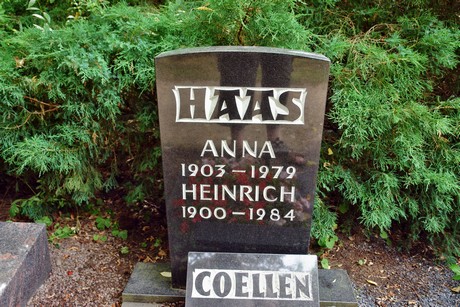 HAAS
ANNA
1903-1979
HEINRICH
1900-1984
COELLEN